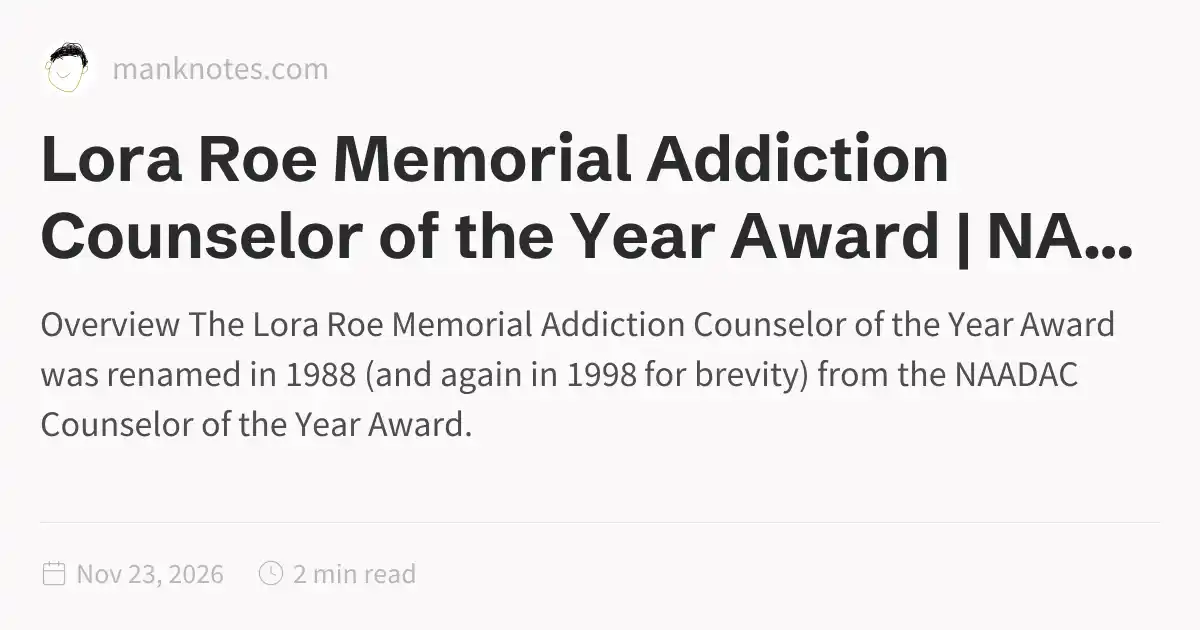 manknotes.com
Lora Roe Memorial Addiction
Counselor of the Year Award | NA...
Overview The Lora Roe Memorial Addiction Counselor of the Year Award
was renamed in 1988 (and again in 1998 for brevity) from the NAADAC
Counselor of the Year Award.
Nov 23, 2026 2 min read